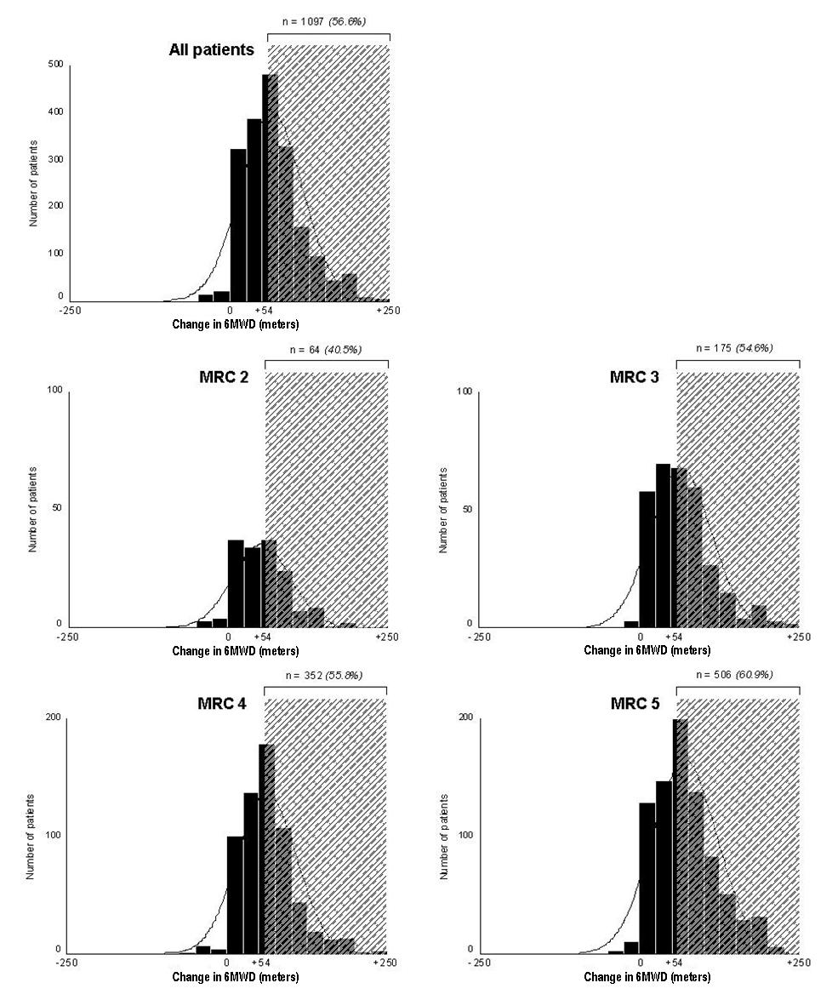 n = 1097 (56.6%)
All patients
500
400
300
200
100
0
Number of patients
-250
0
+54
+250
Change in 6MWD (meters)
n = 64 (40.5%)
MRC 2
100
50
0
Number of patients
-250
0
+54
+250
Change in 6MWD (meters)
n = 175 (54.6%)
MRC 3
100
50
0
Number of patients
-250
0
+54
+250
Change in 6MWD (meters)
n = 352 (55.8%)
MRC 4
200
100
0
Number of patients
-250
0
+54
+250
Change in 6MWD (meters)
n = 506 (60.9%)
MRC 5
200
100
0
Number of patients
-250
0
+54
+250
Change in 6MWD (meters)